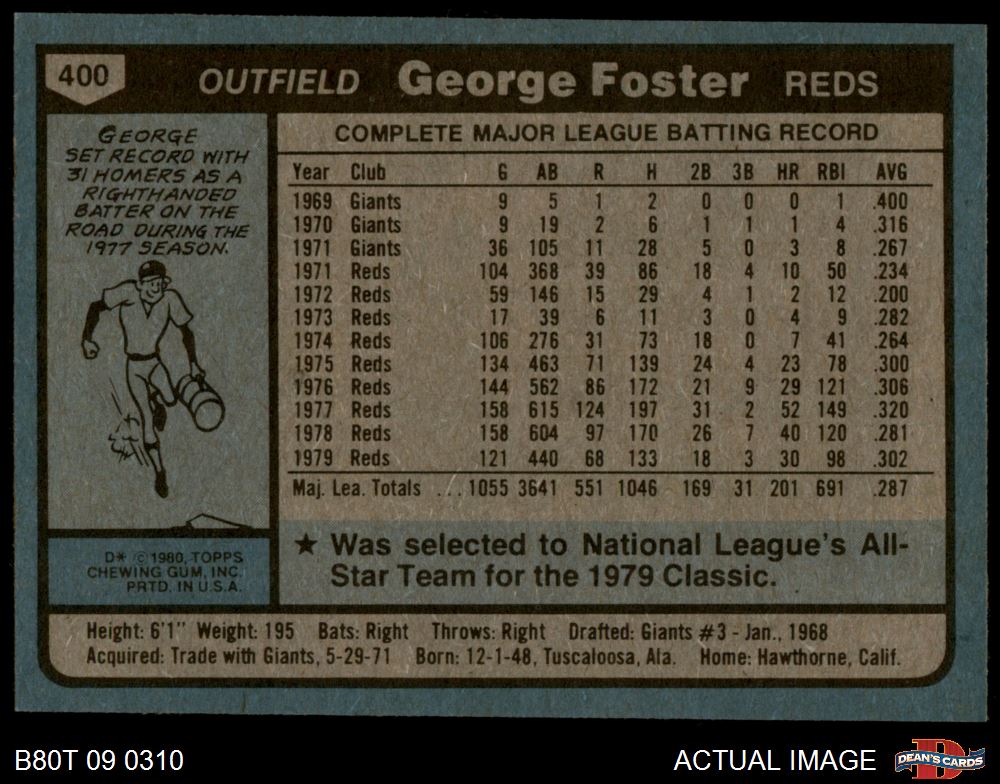 400 OUTFIELD George Foster REDS
GEORGE
SET RECORD WITH
31 HOMERS AS A
RIGHTHANDED
BATTER ON THE
ROAD DURING THE
1977 SEASON.
COMPLETE MAJOR LEAGUE BATTING RECORD
Year Club G AB R H 2B 3B HR RBI AVG
1969 Giants 9 5 1 2 0 0 0 1 .400
1970 Giants 9 19 2 6 1 1 1 4 .316
1971 Giants 36 105 11 28 5 0 3 8 .267
1971 Reds 104 368 39 86 18 4 10 50 .234
1972 Reds 59 146 15 29 4 1 2 12 .200
1973 Reds 17 39 6 11 3 0 4 9 .282
1974 Reds 106 276 31 73 18 0 7 41 .264
1975 Reds 134 463 71 139 24 4 23 78 .300
1976 Reds 144 562 86 172 21 9 29 121 .306
1977 Reds 158 615 124 197 31 2 52 149 .320
1978 Reds 158 604 97 170 26 7 40 120 .281
1979 Reds 121 440 68 133 18 3 30 98 .302
Maj. Lea. Totals ... 1055 3641 551 1046 169 31 201 691 .287
★ Was selected to National League's All-
Star Team for the 1979 Classic.
D* © 1980, TOPPS
CHEWING GUM, INC.
PRTD. IN U.S.A.
Height: 6'1" Weight: 195 Bats: Right Throws: Right Drafted: Giants #3 - Jan., 1968
Acquired: Trade with Giants, 5-29-71 Born: 12-1-48, Tuscaloosa, Ala. Home: Hawthorne, Calif.
B80T 09 0310
ACTUAL IMAGE
DEAN'S CARDS